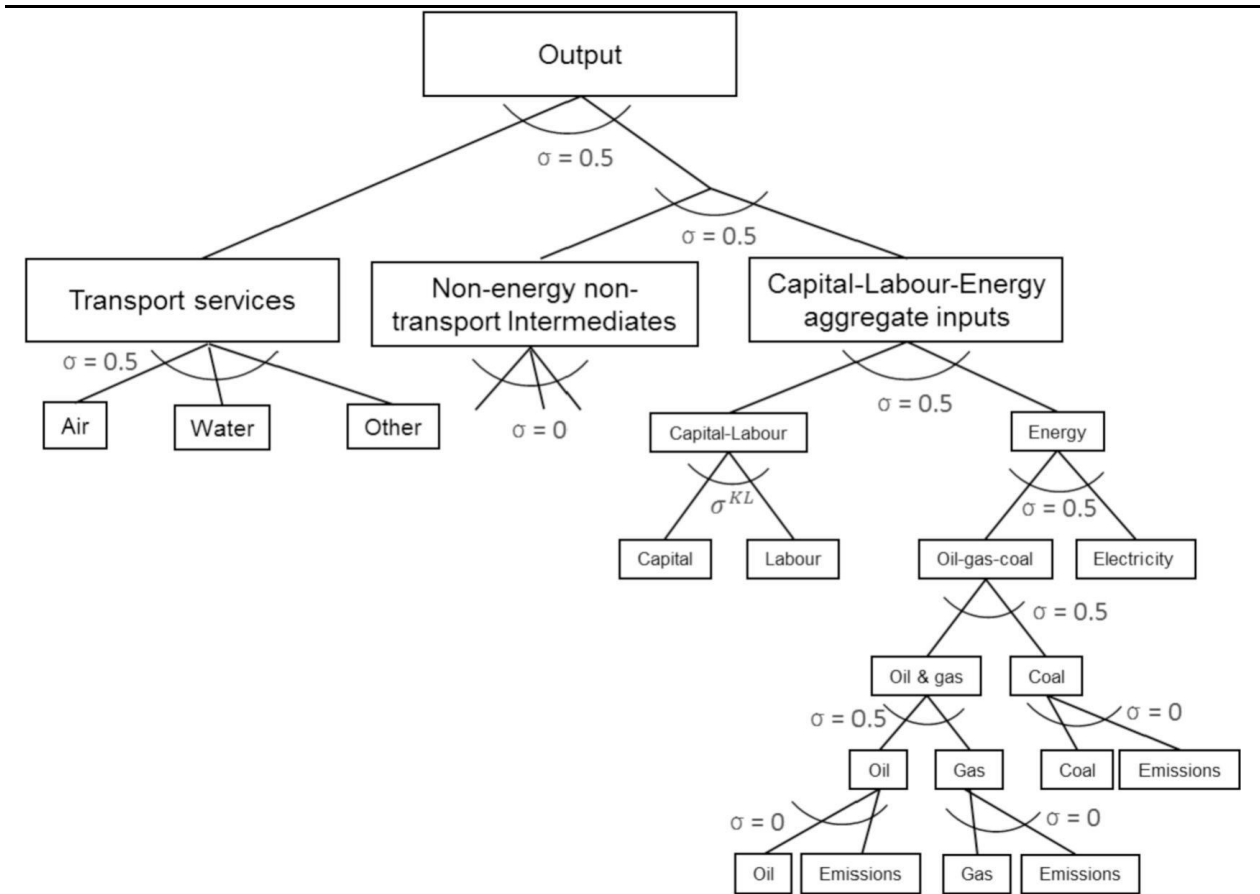 Output
σ = 0.5
σ = 0.5
Transport services
Non-energy non-
transport Intermediates
Capital-Labour-Energy
aggregate inputs
σ = 0.5
σ = 0
σ = 0.5
Air
Water
Other
Capital-Labour
Energy
σ^{KL}
σ = 0.5
Capital
Labour
Oil-gas-coal
Electricity
σ = 0.5
Oil & gas
Coal
σ = 0.5
σ = 0
Oil
Gas
Coal
Emissions
σ = 0
σ = 0
Oil
Emissions
Gas
Emissions